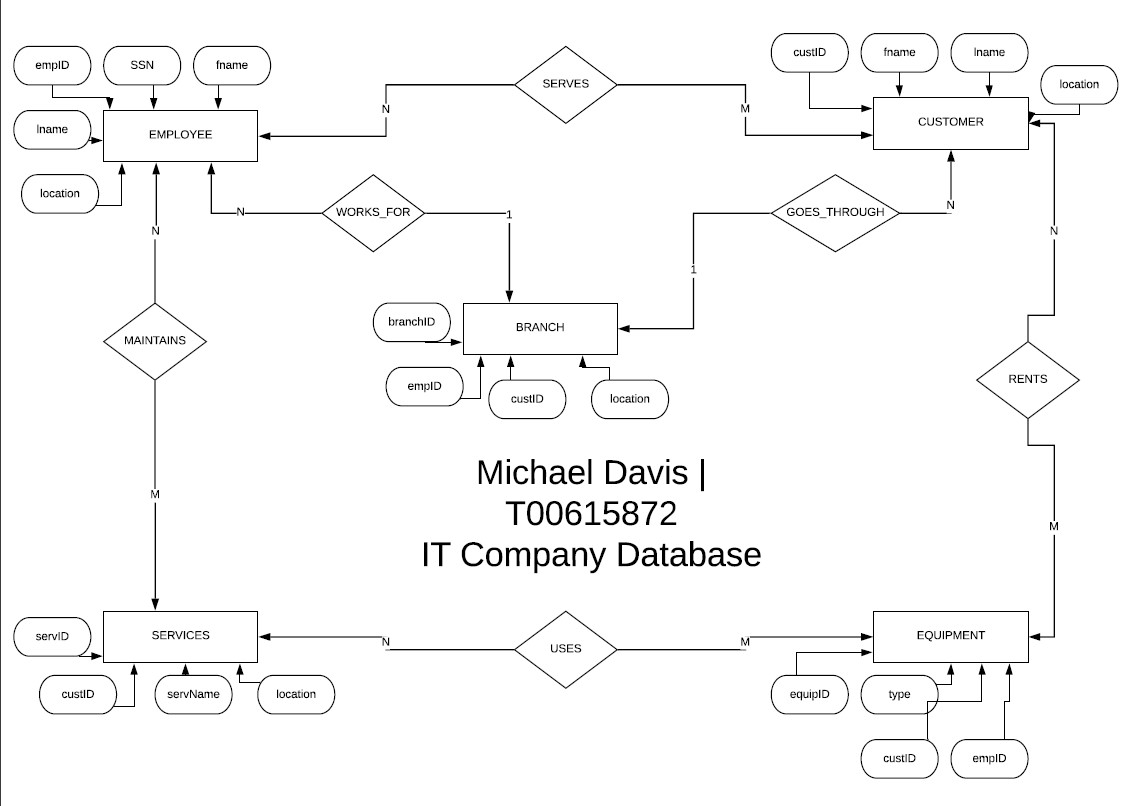 empID
SSN
fname
lname
EMPLOYEE
location
N
SERVES
M
custID
fname
lname
location
CUSTOMER
N
WORKS_FOR
1
1
GOES_THROUGH
N
N
MAINTAINS
M
branchID
BRANCH
empID
custID
location
N
RENTS
M
Michael Davis |
T00615872
IT Company Database
servID
SERVICES
custID
servName
location
N
USES
M
EQUIPMENT
equipID
type
custID
empID